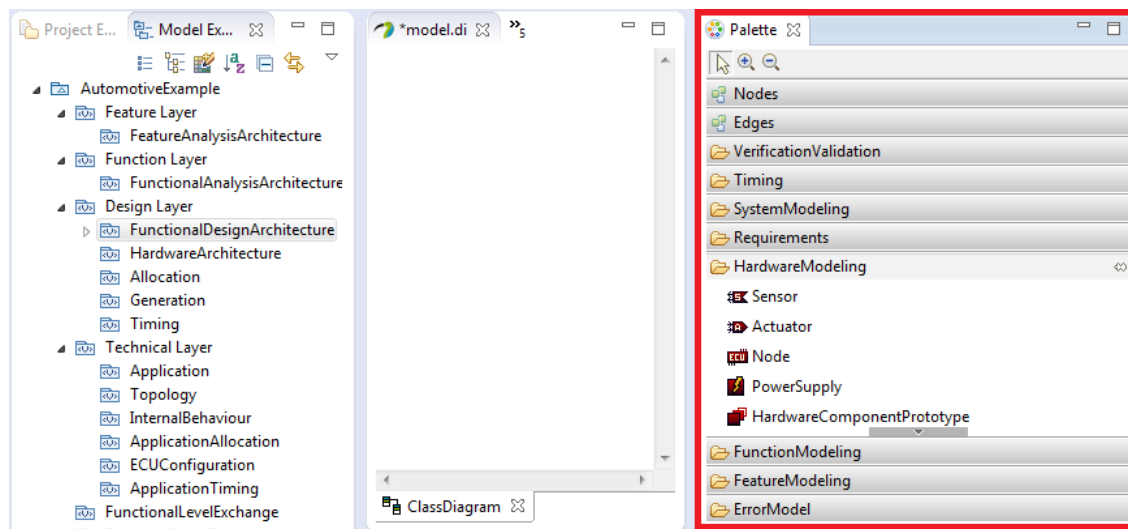 Project E...
Model Ex...
AutomotiveExample
Feature Layer
FeatureAnalysisArchitecture
Function Layer
FunctionalAnalysisArchitecture
Design Layer
FunctionalDesignArchitecture
HardwareArchitecture
Allocation
Generation
Timing
Technical Layer
Application
Topology
InternalBehaviour
ApplicationAllocation
ECUConfiguration
ApplicationTiming
FunctionalLevelExchange
*model.di
»5
ClassDiagram
Palette
Nodes
Edges
VerificationValidation
Timing
SystemModeling
Requirements
HardwareModeling
S Sensor
A Actuator
ECU Node
PowerSupply
HardwareComponentPrototype
FunctionModeling
FeatureModeling
ErrorModel